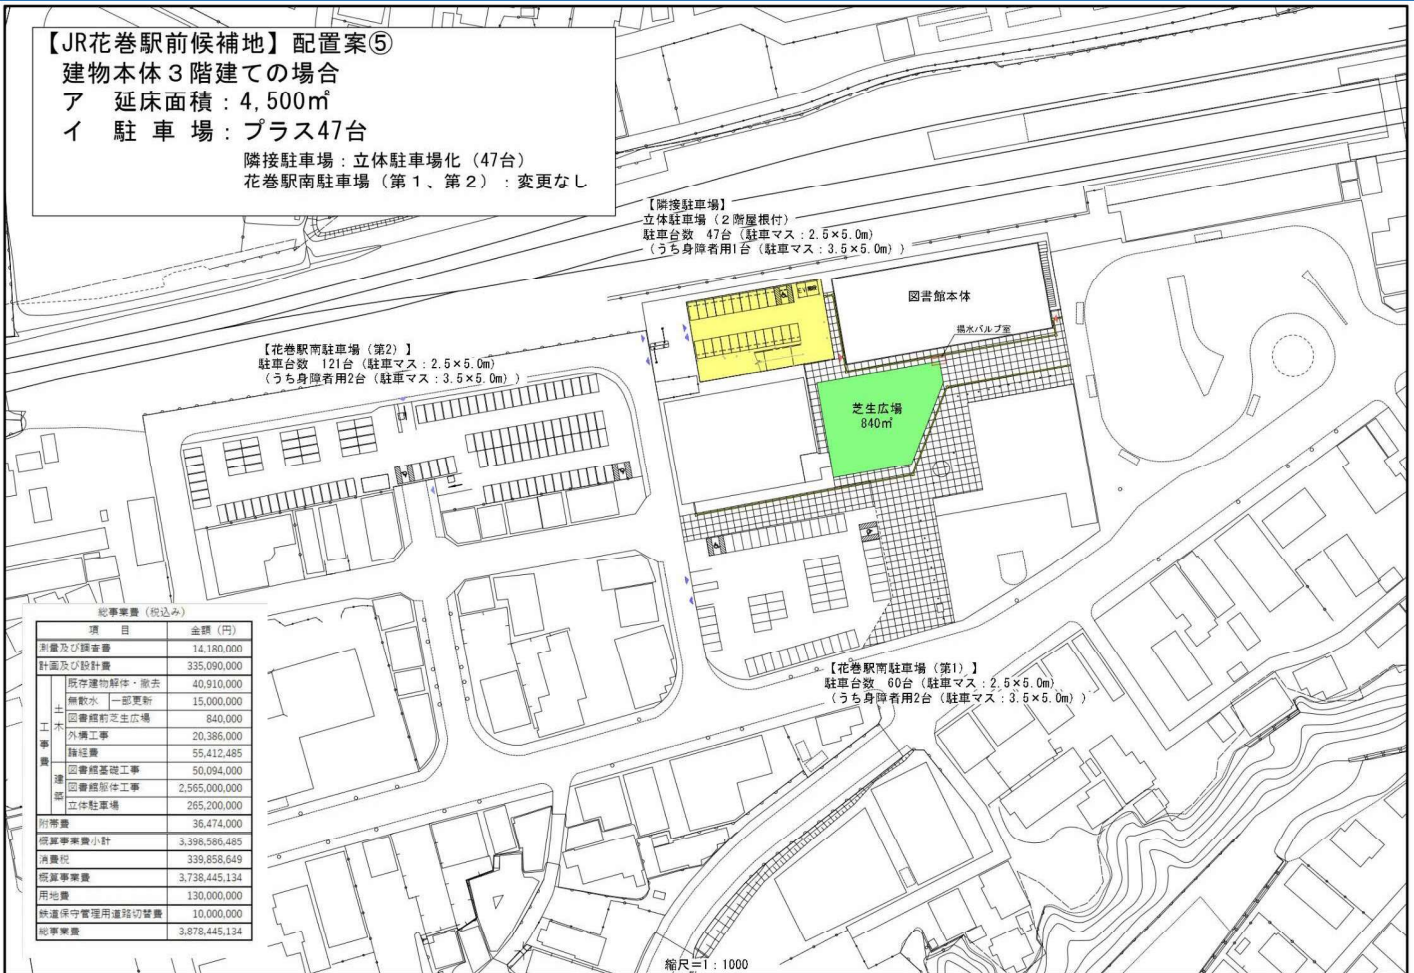 【JR花巻駅前候補地】配置案⑤
建物本体3階建ての場合
ア 延床面積:4,500㎡
イ 駐 車 場:プラス47台
隣接駐車場:立体駐車場化(47台)
花巻駅南駐車場(第1、第2):変更なし
【隣接駐車場】
立体駐車場(2階屋根付)
駐車台数 47台(駐車マス:2.5×5.0m)
(うち身障者用1台(駐車マス:3.5×5.0m))
図書館本体
揚水バルブ室
【花巻駅南駐車場(第2)】
駐車台数 121台(駐車マス:2.5×5.0m)
(うち身障者用2台(駐車マス:3.5×5.0m))
芝生広場
840㎡
【花巻駅南駐車場(第1)】
駐車台数 60台(駐車マス:2.5×5.0m)
(うち身障者用2台(駐車マス:3.5×5.0m))
総事業費(税込み)
項 目 金額(円)
測量及び調査費 14,180,000
計画及び設計費 335,090,000
工事費
土木
既存建物解体・撤去 40,910,000
無散水 一部更新 15,000,000
図書館前芝生広場 840,000
外構工事 20,386,000
諸経費 55,412,485
建築
図書館基礎工事 50,094,000
図書館躯体工事 2,565,000,000
立体駐車場 265,200,000
附帯費 36,474,000
概算事業費小計 3,398,586,485
消費税 339,858,649
概算事業費 3,738,445,134
用地費 130,000,000
鉄道保守管理用道路切替費 10,000,000
総事業費 3,878,445,134
縮尺=1:1000